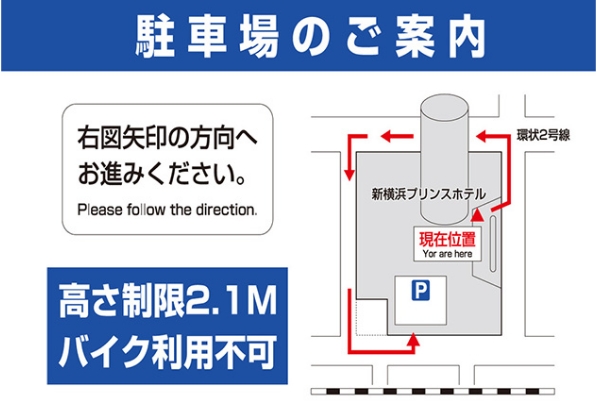 駐車場のご案内
右図矢印の方向へ
お進みください。
Please follow the direction.
高さ制限2.1M
バイク利用不可
環状2号線
新横浜プリンスホテル
現在位置
Yor are here
P